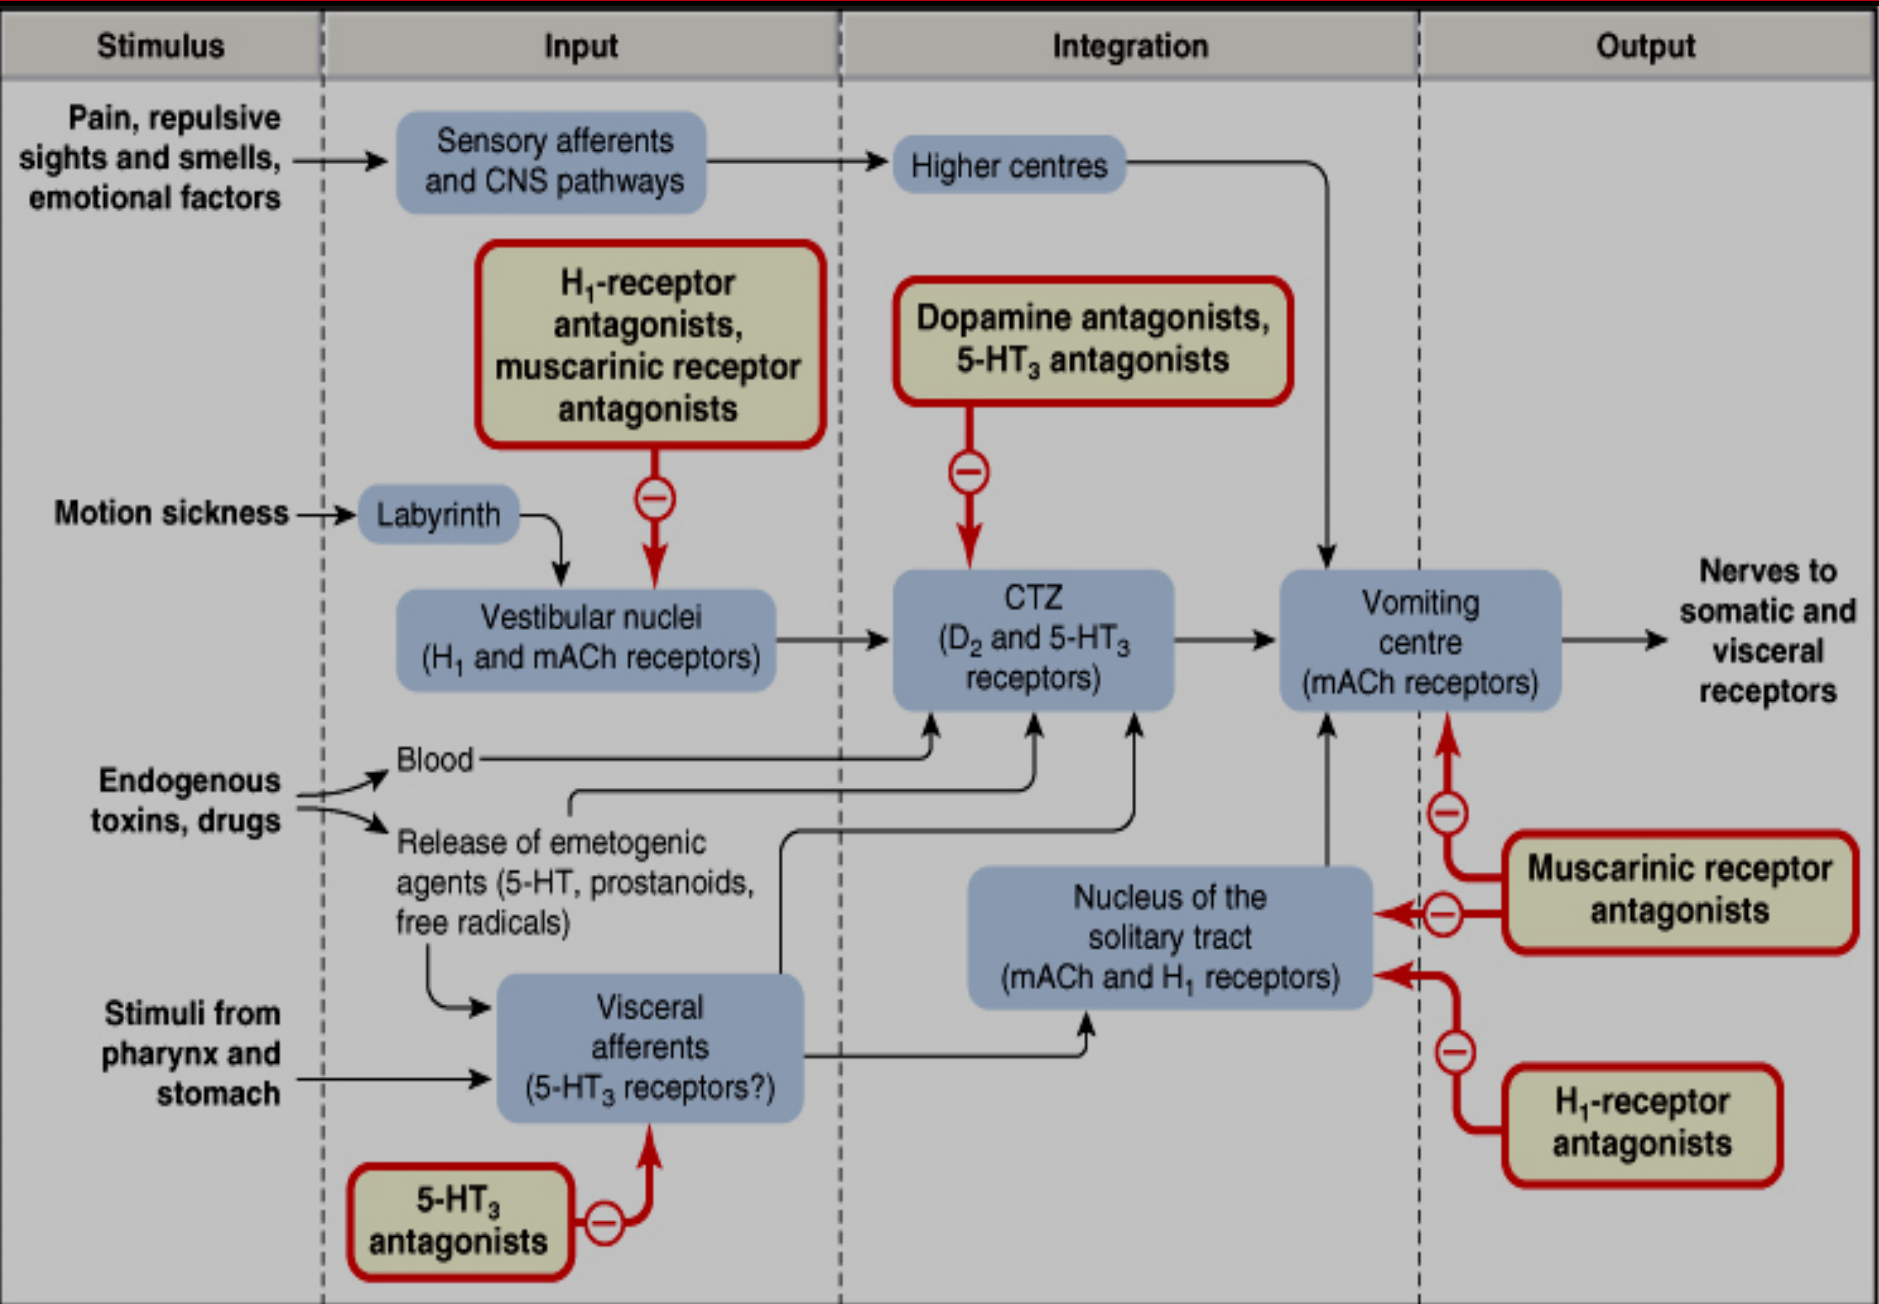 Stimulus
Input
Integration
Output
Pain, repulsive
sights and smells,
emotional factors
Sensory afferents
and CNS pathways
Higher centres
H₁-receptor
antagonists,
muscarinic receptor
antagonists
Dopamine antagonists,
5-HT₃ antagonists
Motion sickness
Labyrinth
Vestibular nuclei
(H₁ and mACh receptors)
CTZ
(D₂ and 5-HT₃
receptors)
Vomiting
centre
(mACh receptors)
Nerves to
somatic and
visceral
receptors
Endogenous
toxins, drugs
Blood
Release of emetogenic
agents (5-HT, prostanoids,
free radicals)
Nucleus of the
solitary tract
(mACh and H₁ receptors)
Muscarinic receptor
antagonists
Stimuli from
pharynx and
stomach
Visceral
afferents
(5-HT₃ receptors?)
H₁-receptor
antagonists
5-HT₃
antagonists